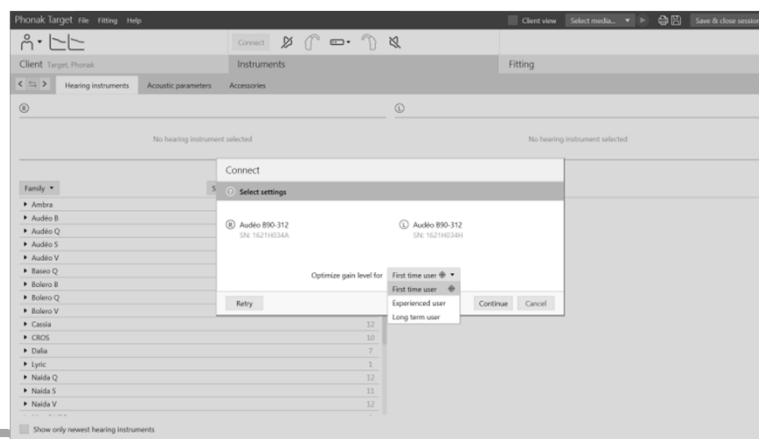 Phonak Target File Fitting Help Client view Select media... Save & close session
Connect
Client Target, Phonak Instruments Fitting
Hearing instruments Acoustic parameters Accessories
R L
No hearing instrument selected No hearing instrument selected
Connect
Select settings
Family
Ambra
Audéo B
Audéo Q
Audéo S
Audéo V
Baseo Q
Bolero B
Bolero Q
Bolero V
Cassia 12
CROS 10
Dalia 7
Lyric 1
Naída Q 12
Naída S 11
Naída V 12
R Audéo B90-312 L Audéo B90-312
SN: 1621H034A SN: 1621H034H
Optimize gain level for First time user
First time user
Experienced user
Long term user
Retry Continue Cancel
Show only newest hearing instruments